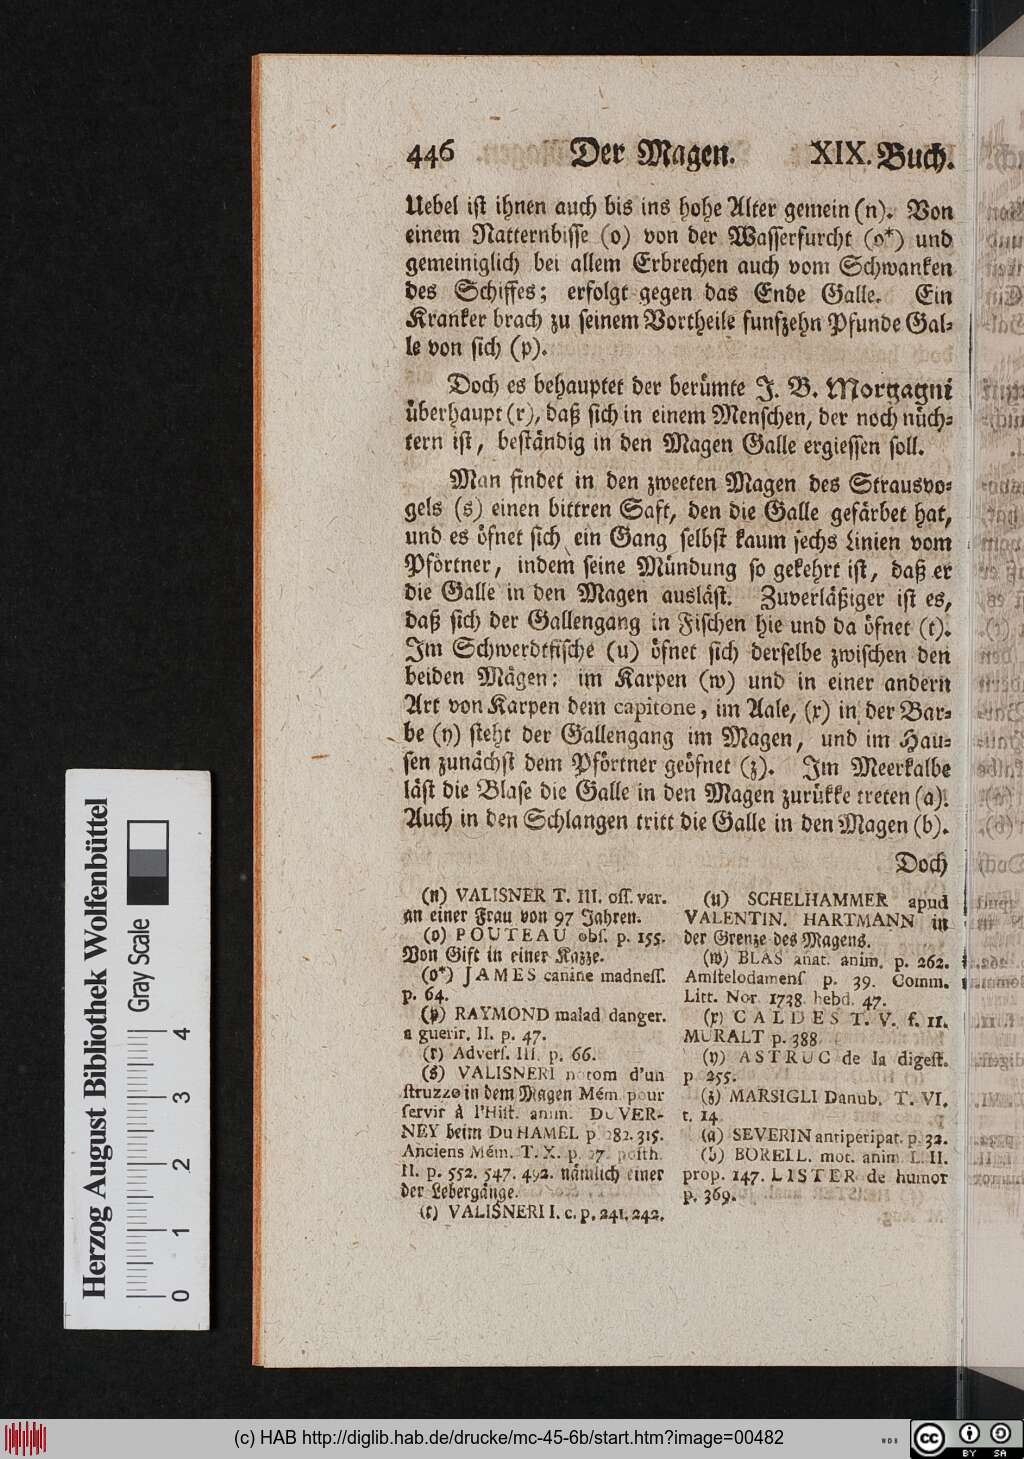 446 Der Magen. XIX. Buch.
Uebel ist ihnen auch bis ins hohe Alter gemein (n). Von
einem Natternbisse (o) von der Wasserfurcht (o*) und
gemeiniglich bei allem Erbrechen auch vom Schwanken
des Schiffes; erfolgt gegen das Ende Galle. Ein
Kranker brach zu seinem Vortheile funfzehn Pfunde Gal-
le von sich (p).
Doch es behauptet der berümte J. B. Morgagni
überhaupt (r), daß sich in einem Menschen, der noch nüch-
tern ist, beständig in den Magen Galle ergiessen soll.
Man findet in den zweeten Magen des Strausvo-
gels (s) einen bittren Saft, den die Galle gefärbet hat,
und es öfnet sich ein Gang selbst kaum sechs Linien vom
Pförtner, indem seine Mündung so gekehrt ist, daß er
die Galle in den Magen ausläst. Zuverläßiger ist es,
daß sich der Gallengang in Fischen hie und da öfnet (t).
Im Schwerdtfische (u) öfnet sich derselbe zwischen den
beiden Mägen: im Karpen (w) und in einer andern
Art von Karpen dem capitone, im Aale, (x) in der Bar-
be (y) steht der Gallengang im Magen, und im Hau-
sen zunächst dem Pförtner geöfnet (z). Im Meerkalbe
läst die Blase die Galle in den Magen zurükke treten (a).
Auch in den Schlangen tritt die Galle in den Magen (b).
Doch
(n) VALISNER T. III. oss. var.
an einer Frau von 97 Jahren.
(o) POUTEAU obs. p. 155.
Von Gift in einer Kazze.
(o*) JAMES canine madness.
p. 64.
(p) RAYMOND malad danger.
a guerir. II. p. 47.
(r) Advers. III. p. 66.
(s) VALISNERI notom d'un
struzzo in dem Magen Mém. pour
servir à l'Hist. anim. DUVER-
NEY beim DU HAMEL p. 282. 315.
Anciens Mém. T. X. p. 27. posth.
II. p. 552. 547. 492. nämlich einer
der Lebergänge.
(t) VALISNERI I. c. p. 241. 242.
(u) SCHELHAMMER apud
VALENTIN. HARTMANN in
der Grenze des Magens.
(w) BLAS anat. anim. p. 262.
Amstelodamens p. 39. Comm.
Litt. Nor. 1738. hebd. 47.
(x) CALDES T. V. f. 11.
MURALT p. 388
(y) ASTRUC de la digest.
p 255.
(z) MARSIGLI Danub. T. VI.
t. 14
(a) SEVERIN antiperipat. p. 32.
(b) BORELL. mot. anim. L. II.
prop. 147. LISTER de humor
p. 369.
Herzog August Bibliothek Wolfenbüttel
Gray Scale
0 1 2 3 4
(c) HAB http://diglib.hab.de/drucke/mc-45-6b/start.htm?image=00482
WDB
cc BY SA